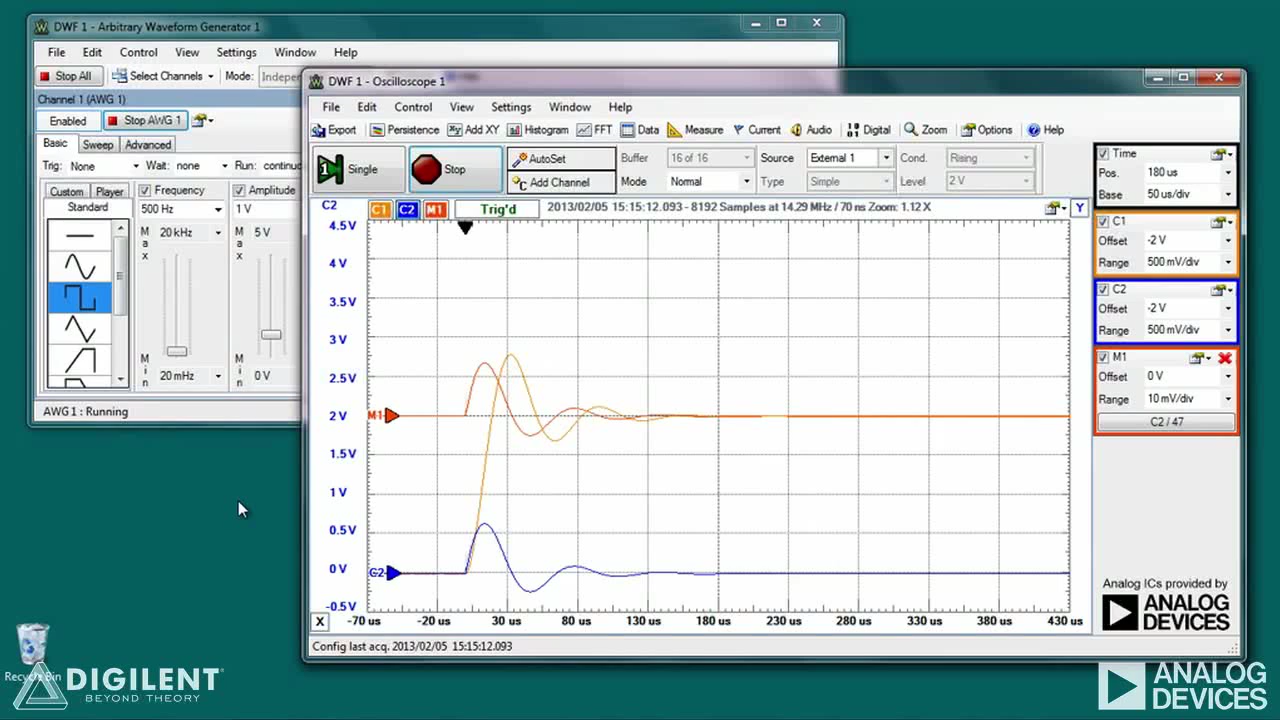 DWF 1 - Arbitrary Waveform Generator 1
File Edit Control View Settings Window Help
Stop All Select Channels Mode: Indepen
Channel 1 (AWG 1)
Enabled Stop AWG 1
Basic Sweep Advanced
Trig: None Wait: none Run: continuo
Custom Player
Standard
Frequency Amplitude
500 Hz 1 V
Max 20 kHz Max 5 V
Min 20 mHz Min 0 V
AWG 1 : Running
DWF 1 - Oscilloscope 1
File Edit Control View Settings Window Help
Export Persistence Add XY Histogram FFT Data Measure Current Audio Digital Zoom Options Help
Single Stop AutoSet Add Channel
Buffer 16 of 16 Source External 1 Cond. Rising
Mode Normal Type Simple Level 2 V
C2 C1 C2 M1 Trig'd 2013/02/05 15:15:12.093 - 8192 Samples at 14.29 MHz / 70 ns Zoom: 1.12 X Y
4.5 V
4 V
3.5 V
3 V
2.5 V
2 V
1.5 V
1 V
0.5 V
0 V
-0.5 V
M1
C2
X -70 us -20 us 30 us 80 us 130 us 180 us 230 us 280 us 330 us 380 us 430 us
Config last acq. 2013/02/05 15:15:12.093
Time
Pos. 180 us
Base 50 us/div
C1
Offset -2 V
Range 500 mV/div
C2
Offset -2 V
Range 500 mV/div
M1
Offset 0 V
Range 10 mV/div
C2 / 47
Analog ICs provided by
ANALOG
DEVICES
Recycle Bin
DIGILENT
BEYOND THEORY
ANALOG
DEVICES